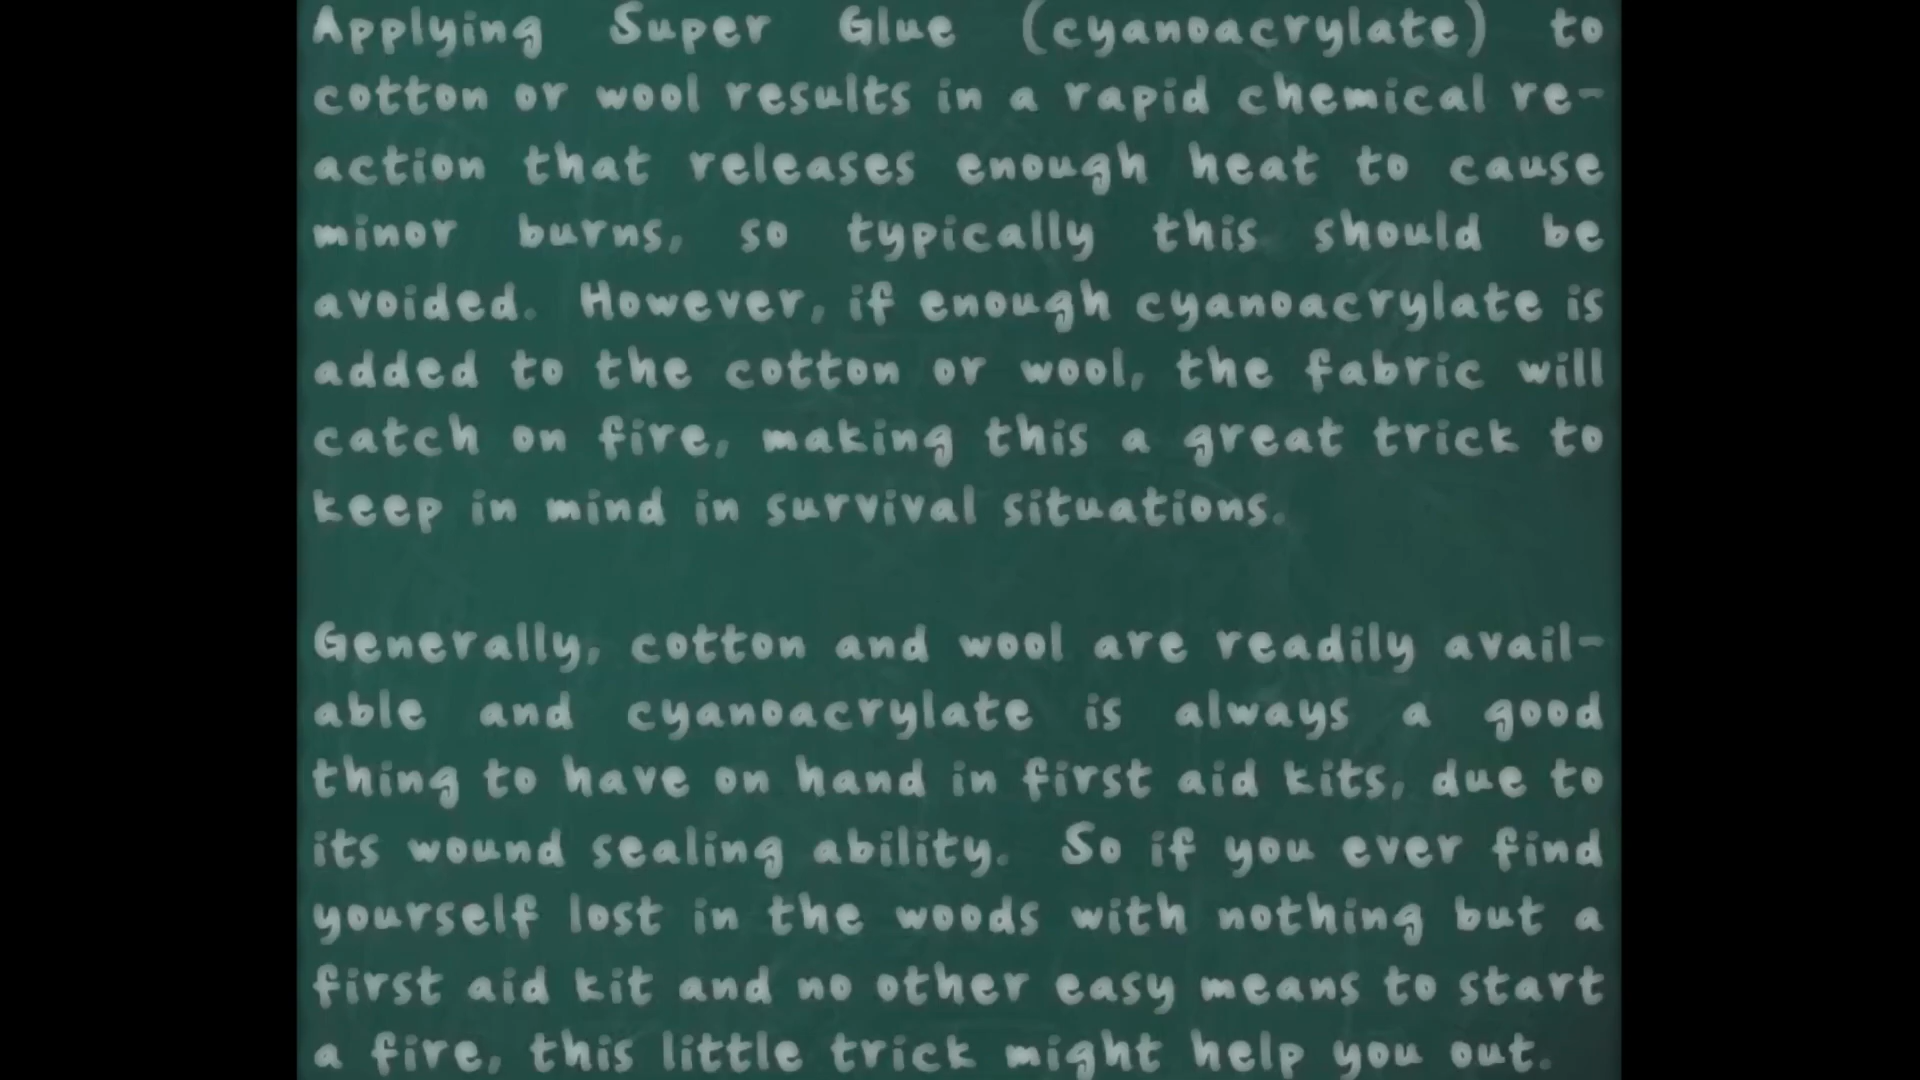 Applying Super Glue (cyanoacrylate) to
cotton or wool results in a rapid chemical re-
action that releases enough heat to cause
minor burns, so typically this should be
avoided. However, if enough cyanoacrylate is
added to the cotton or wool, the fabric will
catch on fire, making this a great trick to
keep in mind in survival situations.
Generally, cotton and wool are readily avail-
able and cyanoacrylate is always a good
thing to have on hand in first aid kits, due to
its wound sealing ability. So if you ever find
yourself lost in the woods with nothing but a
first aid kit and no other easy means to start
a fire, this little trick might help you out.